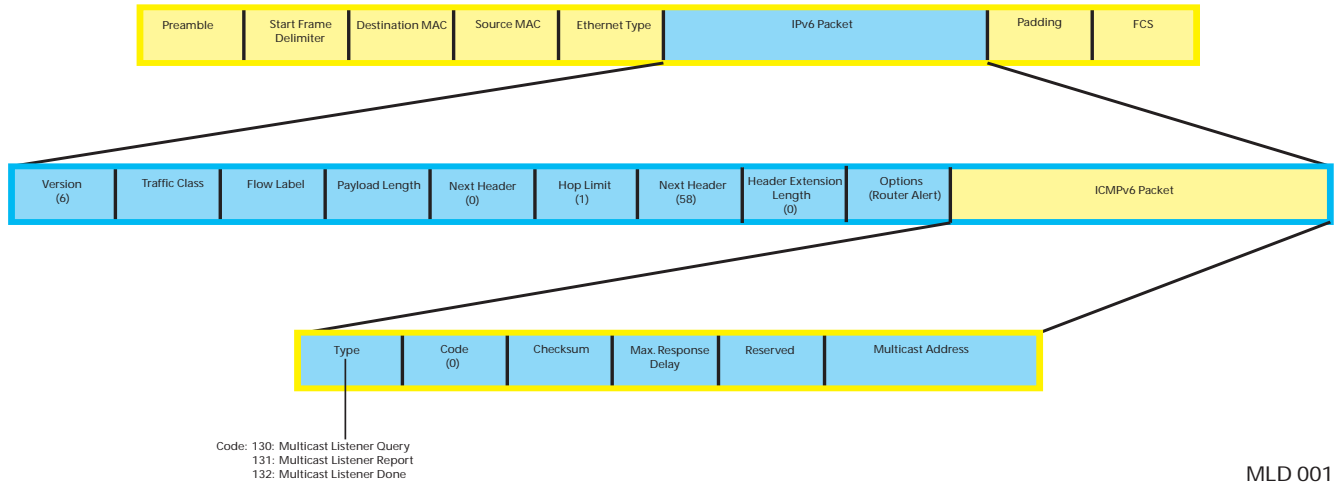 Preamble
Start Frame
Delimiter
Destination MAC
Source MAC
Ethernet Type
IPv6 Packet
Padding
FCS
Version
(6)
Traffic Class
Flow Label
Payload Length
Next Header
(0)
Hop Limit
(1)
Next Header
(58)
Header Extension
Length
(0)
Options
(Router Alert)
ICMPv6 Packet
Type
Code
(0)
Checksum
Max. Response
Delay
Reserved
Multicast Address
Code: 130: Multicast Listener Query
131: Multicast Listener Report
132: Multicast Listener Done
MLD 001